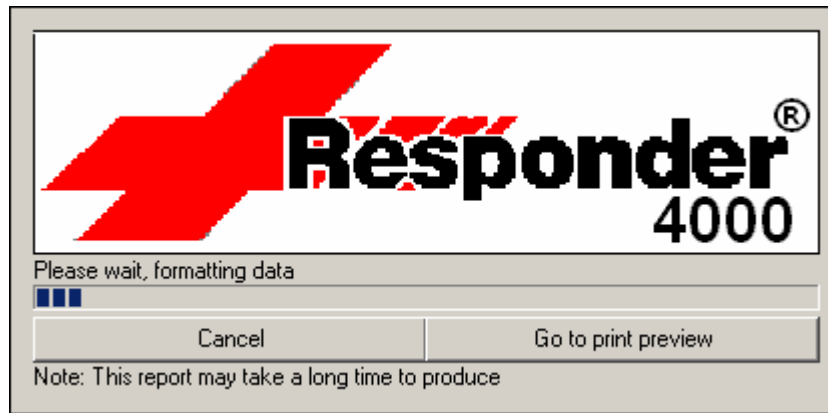 Responder®
4000
Please wait, formatting data
Cancel
Go to print preview
Note: This report may take a long time to produce